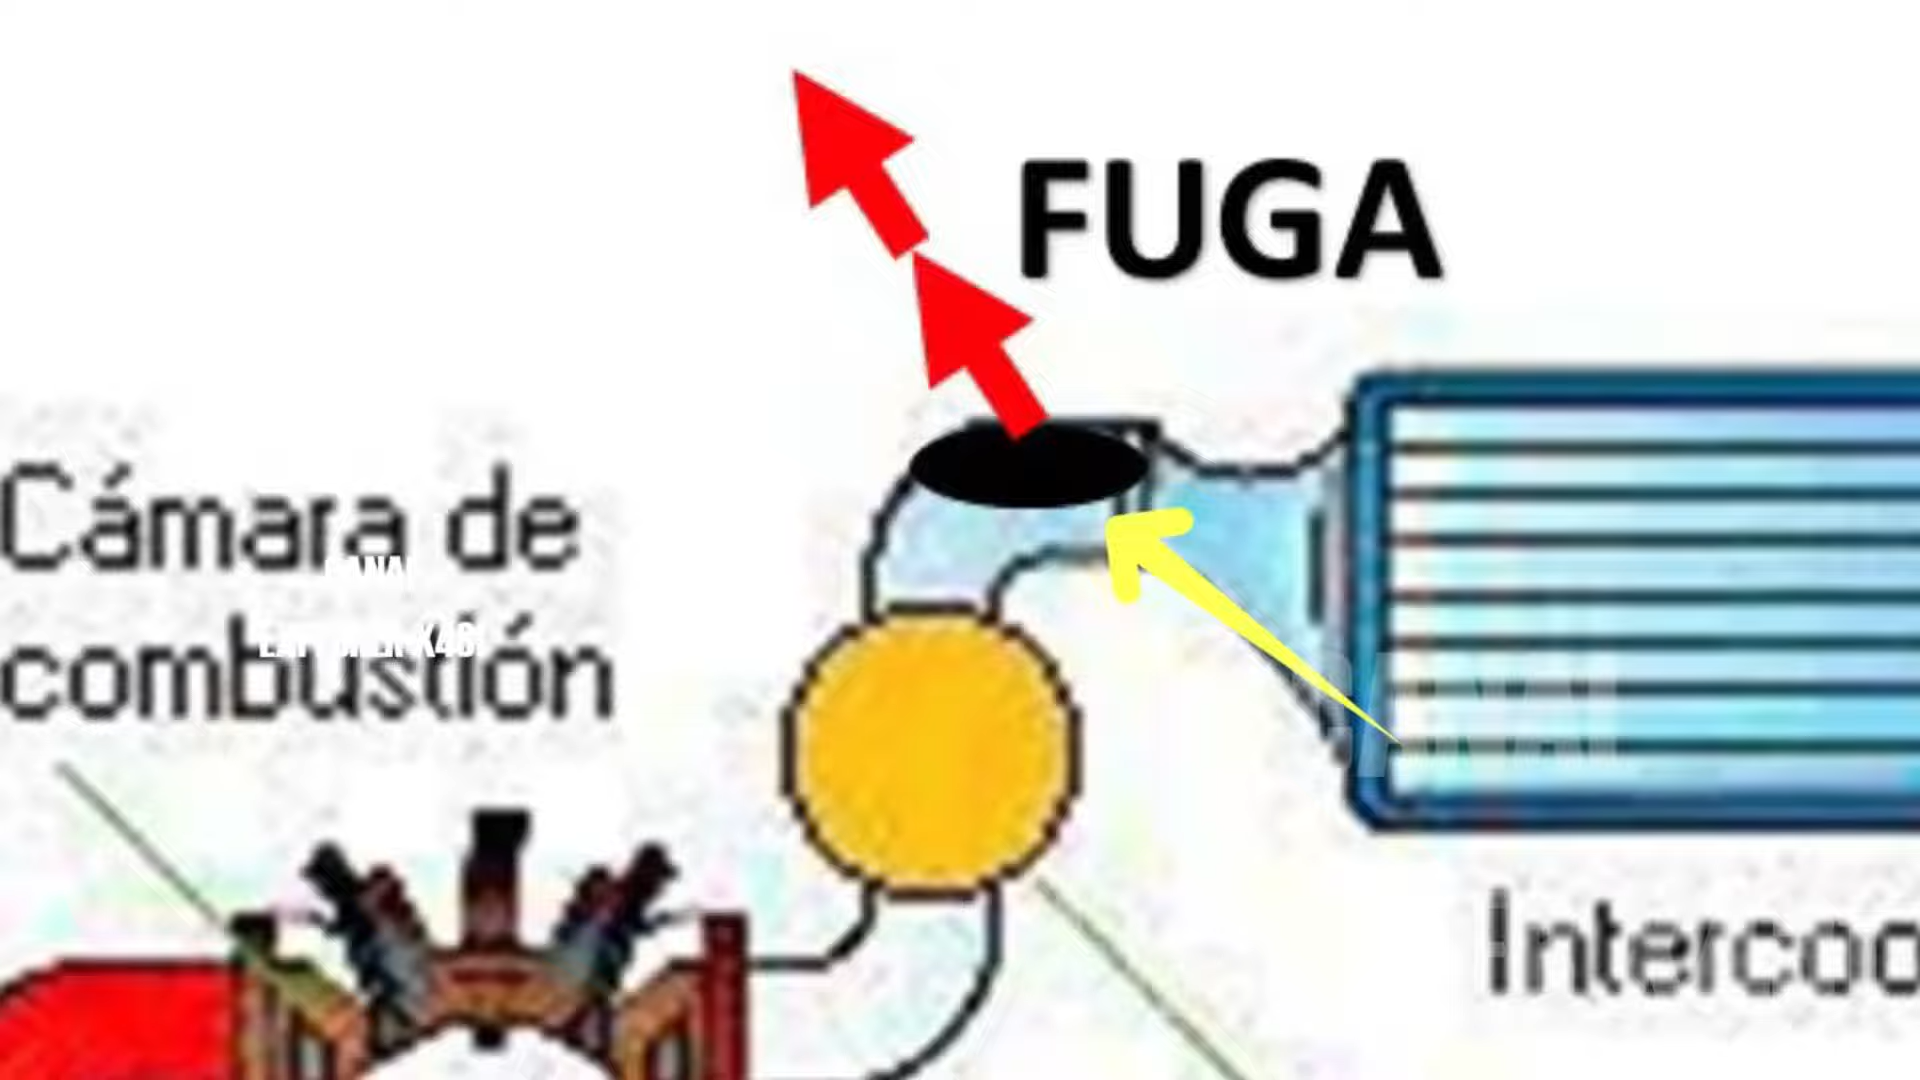 FUGA
Cámara de
combustión
Intercoo